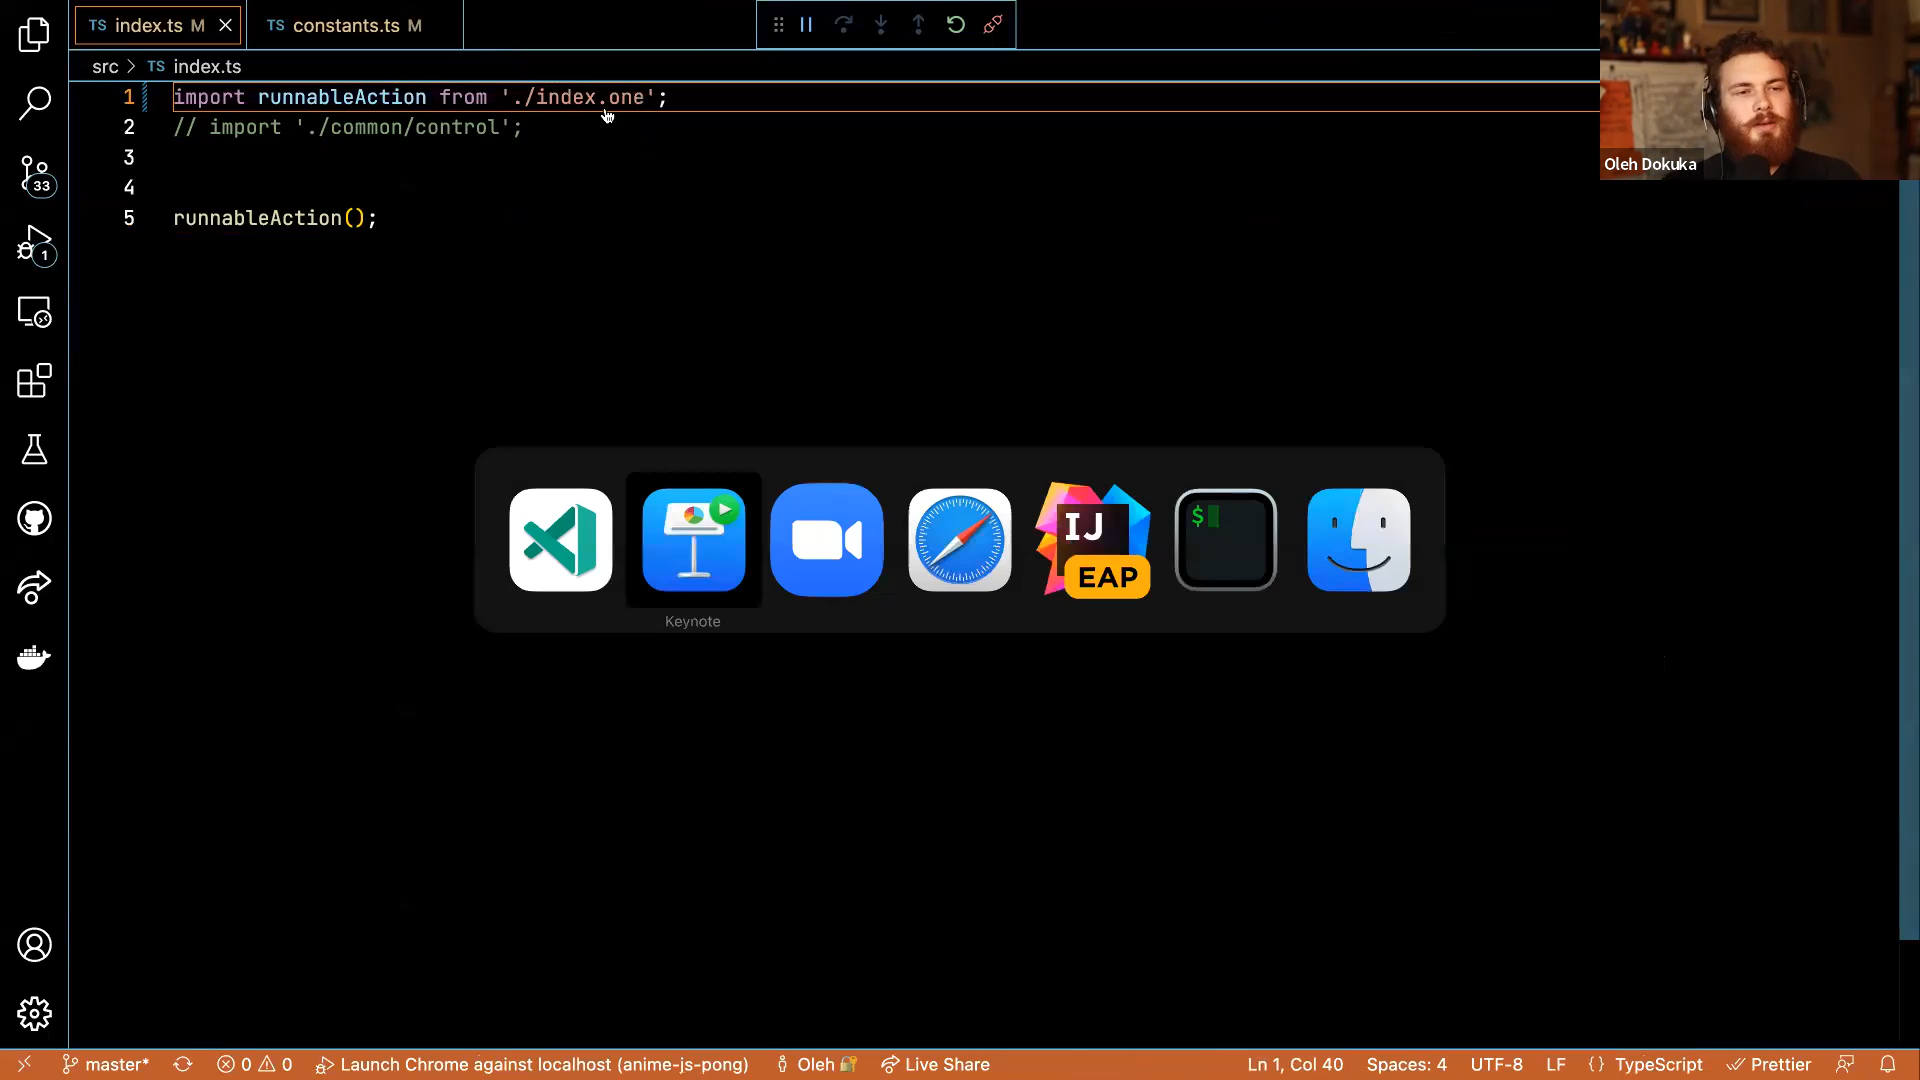 TS index.ts M
TS constants.ts M
src > TS index.ts
1 import runnableAction from './index.one';
2 // import './common/control';
3
4
5 runnableAction();
Oleh Dokuka
33
1
IJ
EAP
$
Keynote
master* 0 0 Launch Chrome against localhost (anime-js-pong) Oleh Live Share Ln 1, Col 40 Spaces: 4 UTF-8 LF {} TypeScript Prettier